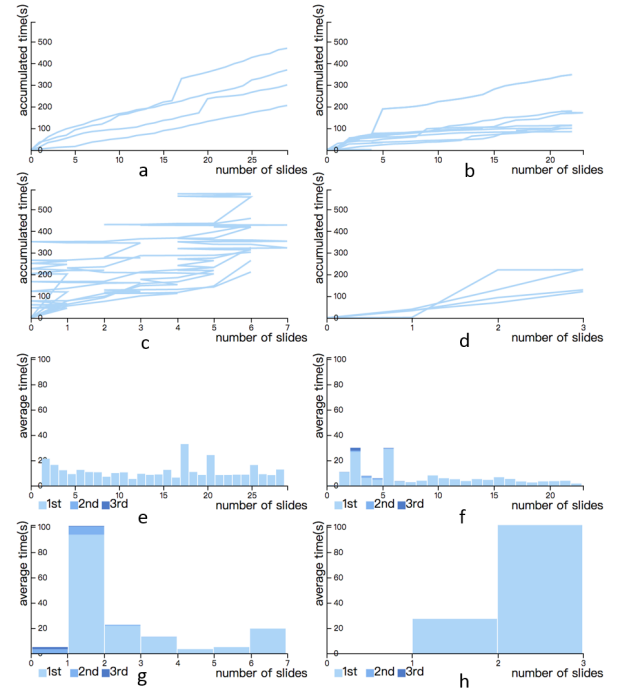 accumulated time(s)
500
400
300
200
100
0
0 5 10 15 20 25
number of slides
a
accumulated time(s)
500
400
300
200
100
0
0 5 10 15 20
number of slides
b
accumulated time(s)
500
400
300
200
100
0
0 1 2 3 4 5 6 7
number of slides
c
accumulated time(s)
500
400
300
200
100
0
0 1 2 3
number of slides
d
average time(s)
100
80
60
40
20
0
0 5 10 15 20 25
number of slides
1st 2nd 3rd
e
average time(s)
100
80
60
40
20
0
0 5 10 15 20
number of slides
1st 2nd 3rd
f
average time(s)
100
80
60
40
20
0
0 1 2 3 4 5 6 7
number of slides
1st 2nd 3rd
g
average time(s)
100
80
60
40
20
0
0 1 2 3
number of slides
1st 2nd 3rd
h